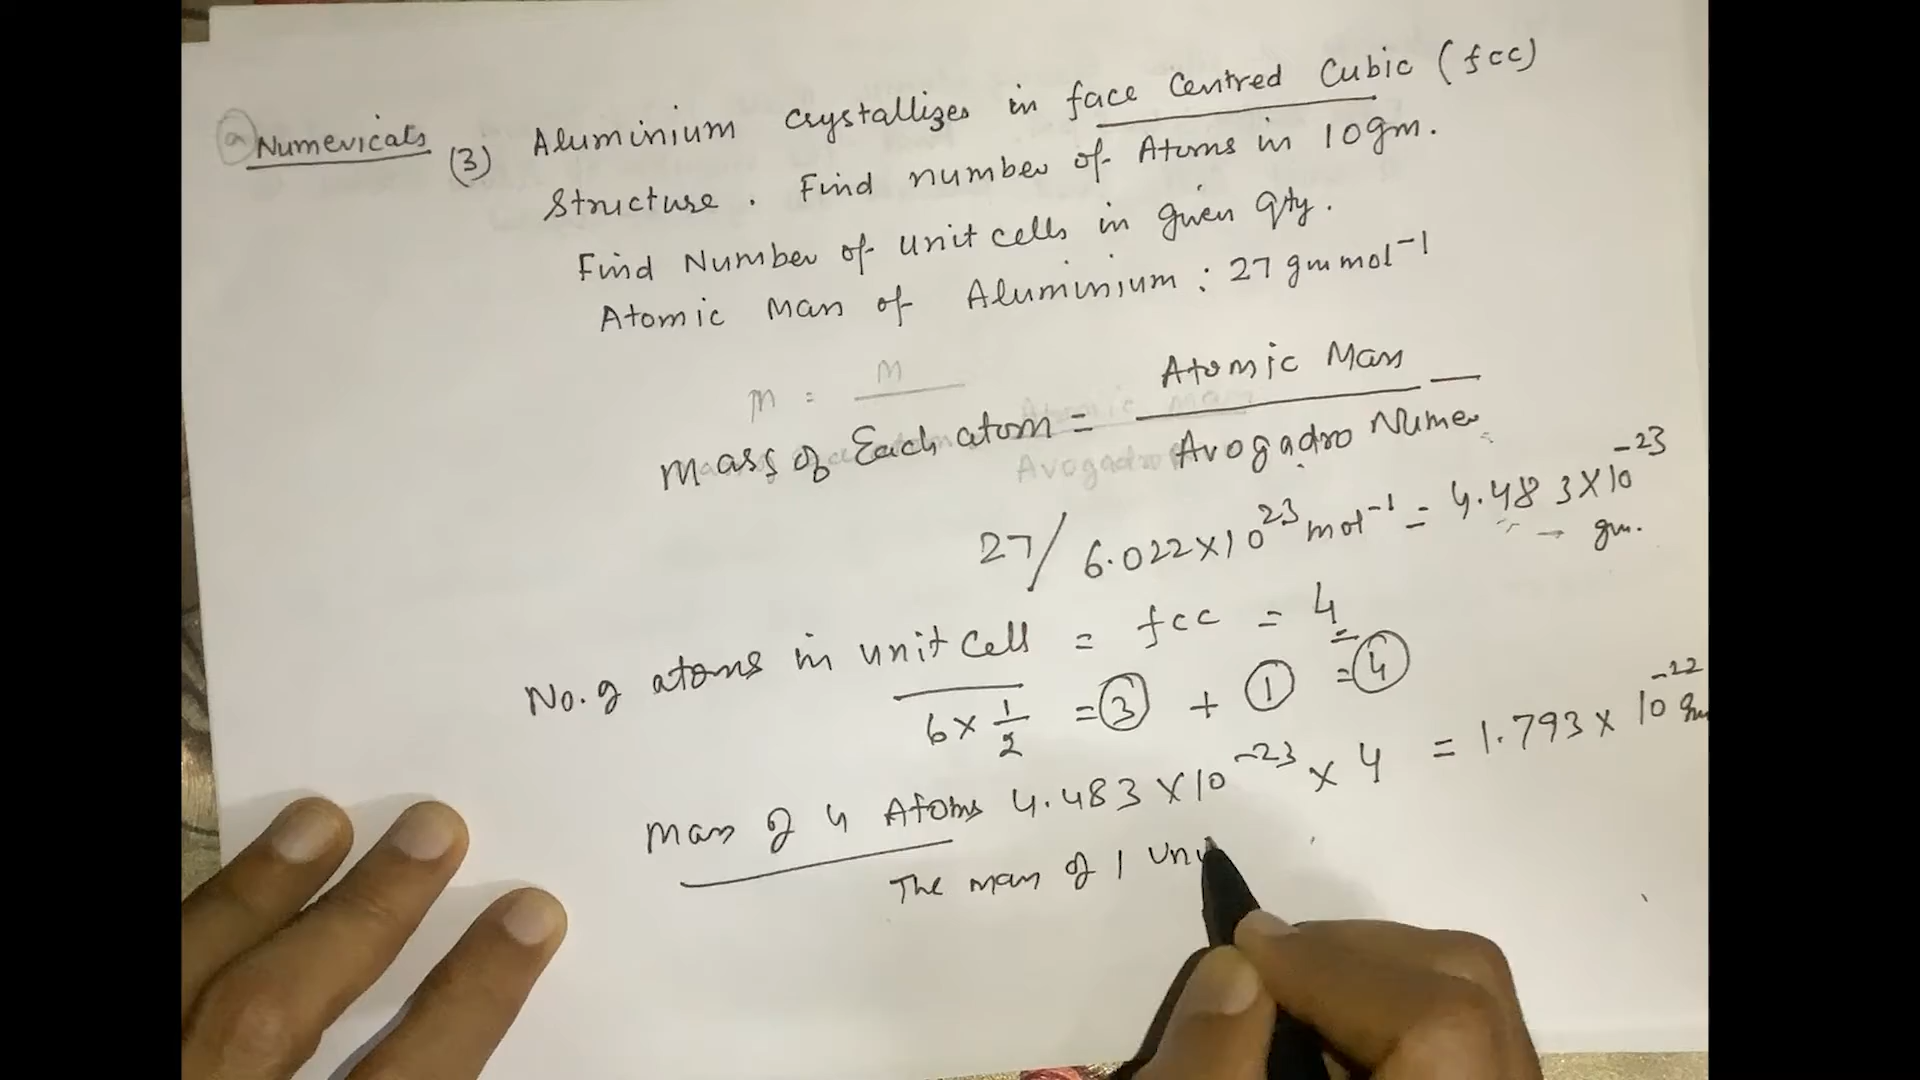 Numericals (3) Aluminium crystallizes in face Centred Cubic (fcc)
Structure. Find number of Atoms in 10gm.
Find Number of unit cells in given qty.
Atomic Mass of Aluminium : 27 gm mol⁻¹
m = M
Mass of Each atom = Atomic Mass
Avogadro Numer
27/6.022×10²³ mol⁻¹ = 4.483×10⁻²³
gm.
No. of atoms in unit Cell = fcc = 4
6 × 1/2 = 3 + 1 = 4
Mass of 4 Atoms 4.483×10⁻²³ × 4 = 1.793 × 10⁻²² gm
The mass of 1 Un